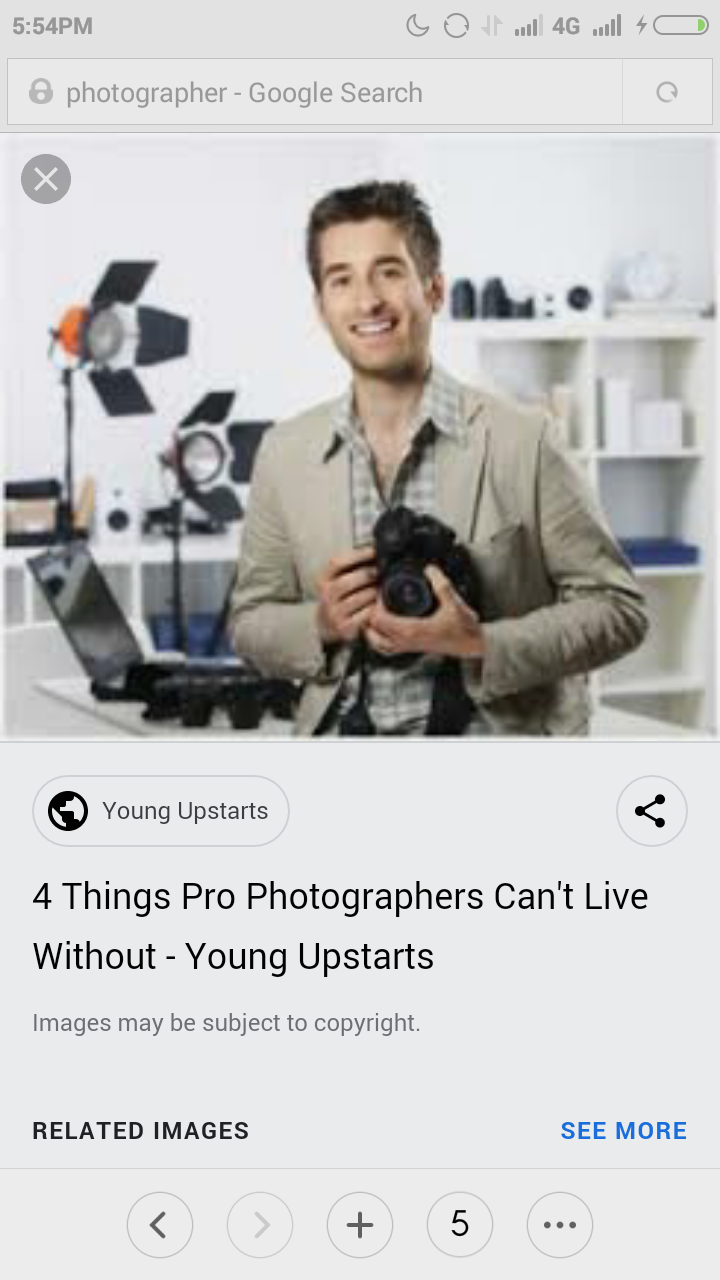 5:54PM
4G
photographer - Google Search
Young Upstarts
4 Things Pro Photographers Can't Live
Without - Young Upstarts
Images may be subject to copyright.
RELATED IMAGES
SEE MORE
5